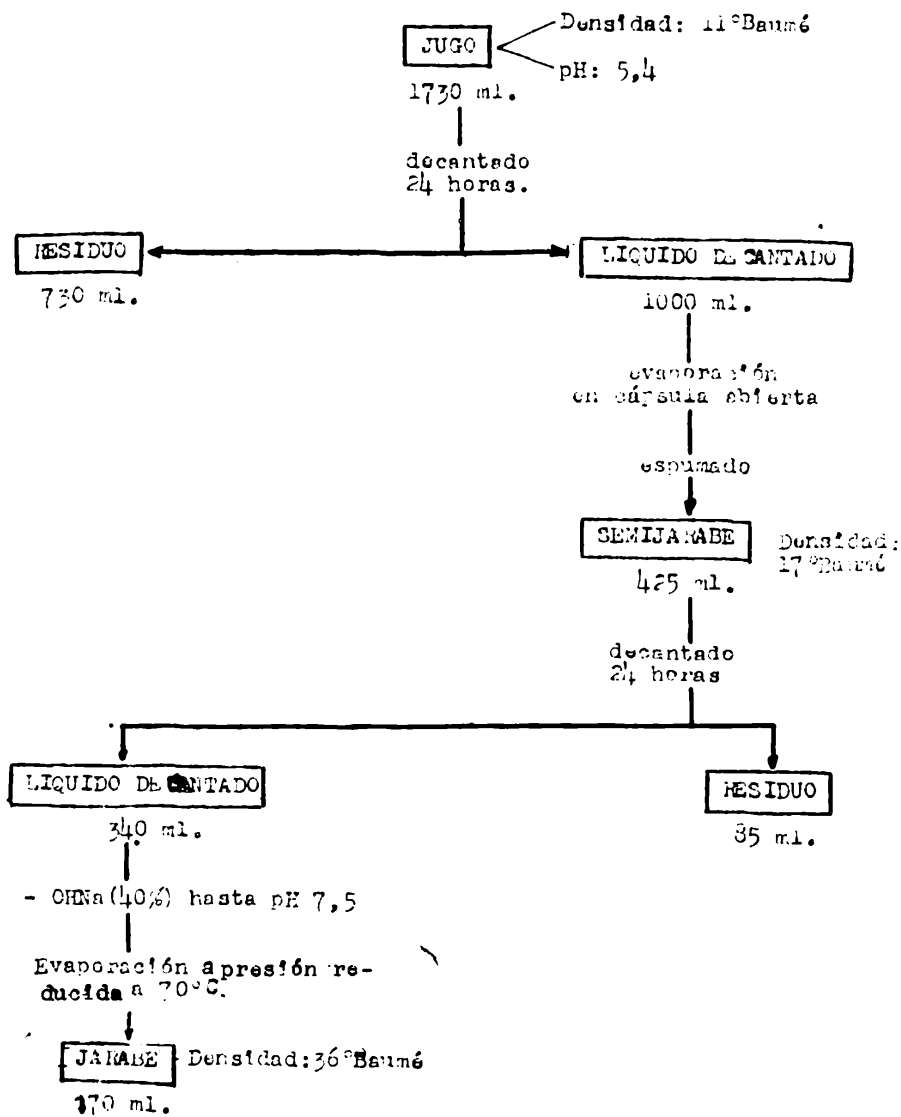 Densidad: 11°Baumé
JUGO
pH: 5,4
1730 ml.
decantado
24 horas.
RESIDUO
LIQUIDO DECANTADO
730 ml.
1000 ml.
evaporación
en cápsula abierta
espumado
SEMIJARABE
Densidad:
17°Baumé
425 ml.
decantado
24 horas
LIQUIDO DECANTADO
RESIDUO
340 ml.
85 ml.
- OHNa(40%) hasta pH 7,5
Evaporación a presión re-
ducida a 70°C.
JARABE
Densidad:36°Baumé
170 ml.